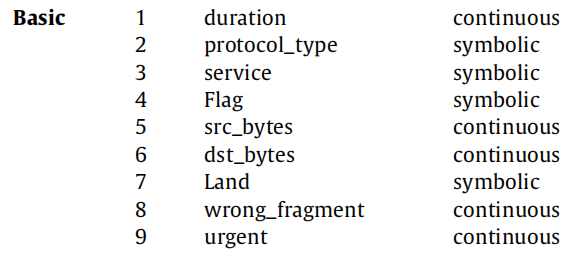 Basic 1 duration continuous
2 protocol_type symbolic
3 service symbolic
4 Flag symbolic
5 src_bytes continuous
6 dst_bytes continuous
7 Land symbolic
8 wrong_fragment continuous
9 urgent continuous